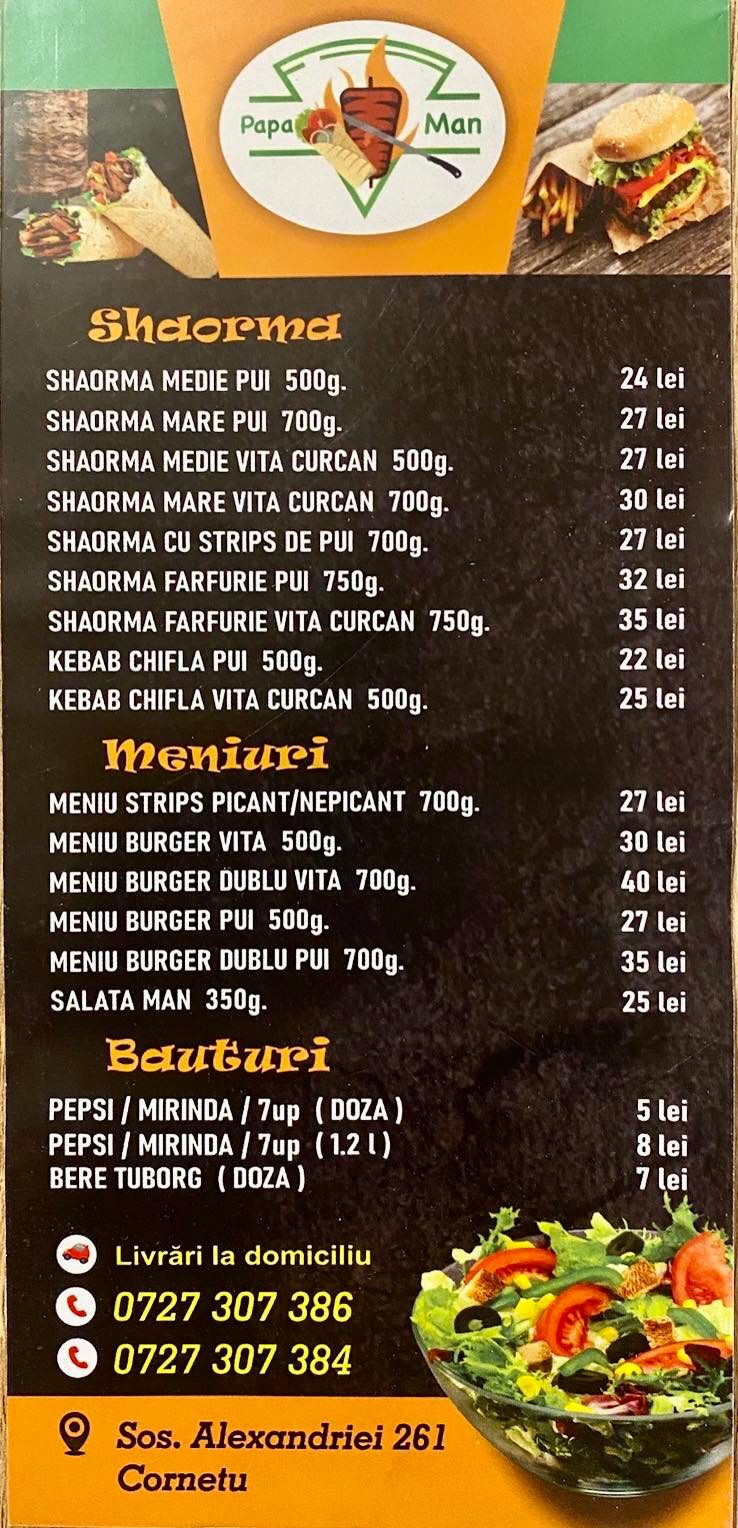 Papa Man
Shaorma
SHAORMA MEDIE PUI 500g. 24 lei
SHAORMA MARE PUI 700g. 27 lei
SHAORMA MEDIE VITA CURCAN 500g. 27 lei
SHAORMA MARE VITA CURCAN 700g. 30 lei
SHAORMA CU STRIPS DE PUI 700g. 27 lei
SHAORMA FARFURIE PUI 750g. 32 lei
SHAORMA FARFURIE VITA CURCAN 750g. 35 lei
KEBAB CHIFLA PUI 500g. 22 lei
KEBAB CHIFLA VITA CURCAN 500g. 25 lei
Meniuri
MENIU STRIPS PICANT/NEPICANT 700g. 27 lei
MENIU BURGER VITA 500g. 30 lei
MENIU BURGER DUBLU VITA 700g. 40 lei
MENIU BURGER PUI 500g. 27 lei
MENIU BURGER DUBLU PUI 700g. 35 lei
SALATA MAN 350g. 25 lei
Bauturi
PEPSI / MIRINDA / 7up ( DOZA ) 5 lei
PEPSI / MIRINDA / 7up ( 1.2 l ) 8 lei
BERE TUBORG ( DOZA ) 7 lei
Livrări la domiciliu
0727 307 386
0727 307 384
Sos. Alexandriei 261
Cornetu